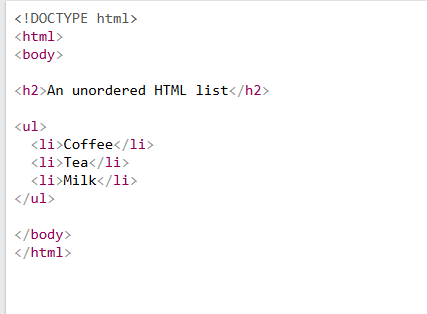 <!DOCTYPE html>
<html>
<body>
<h2>An unordered HTML list</h2>
<ul>
<li>Coffee</li>
<li>Tea</li>
<li>Milk</li>
</ul>
</body>
</html>